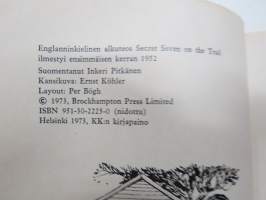 Englanninkielinen alkuteos Secret Seven on the Trail
ilmestyi ensimmäisen kerran 1952
Suomentanut Inkeri Pitkänen
Kansikuva: Ernst Köhler
Layout: Per Bögh
© 1973, Brockhampton Press Limited
ISBN 951-30-2225-0 (nidottu)
Helsinki 1973, KK:n kirjapaino